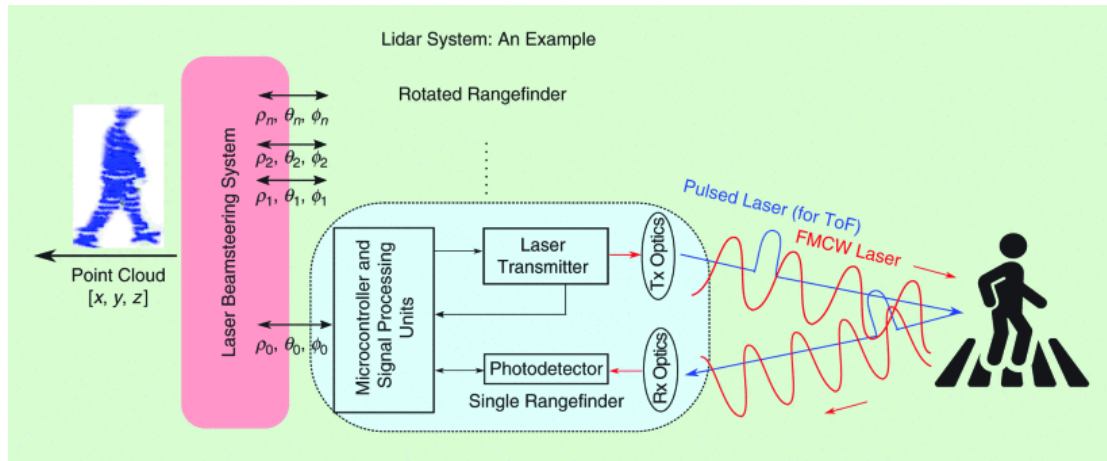 Lidar System: An Example
Rotated Rangefinder
Laser Beamsteering System
ρn, θn, ϕn
ρ2, θ2, ϕ2
ρ1, θ1, ϕ1
ρ0, θ0, ϕ0
Point Cloud
[x, y, z]
Microcontroller and
Signal Processing
Units
Laser
Transmitter
Tx Optics
Photodetector
Rx Optics
Single Rangefinder
Pulsed Laser (for ToF)
FMCW Laser